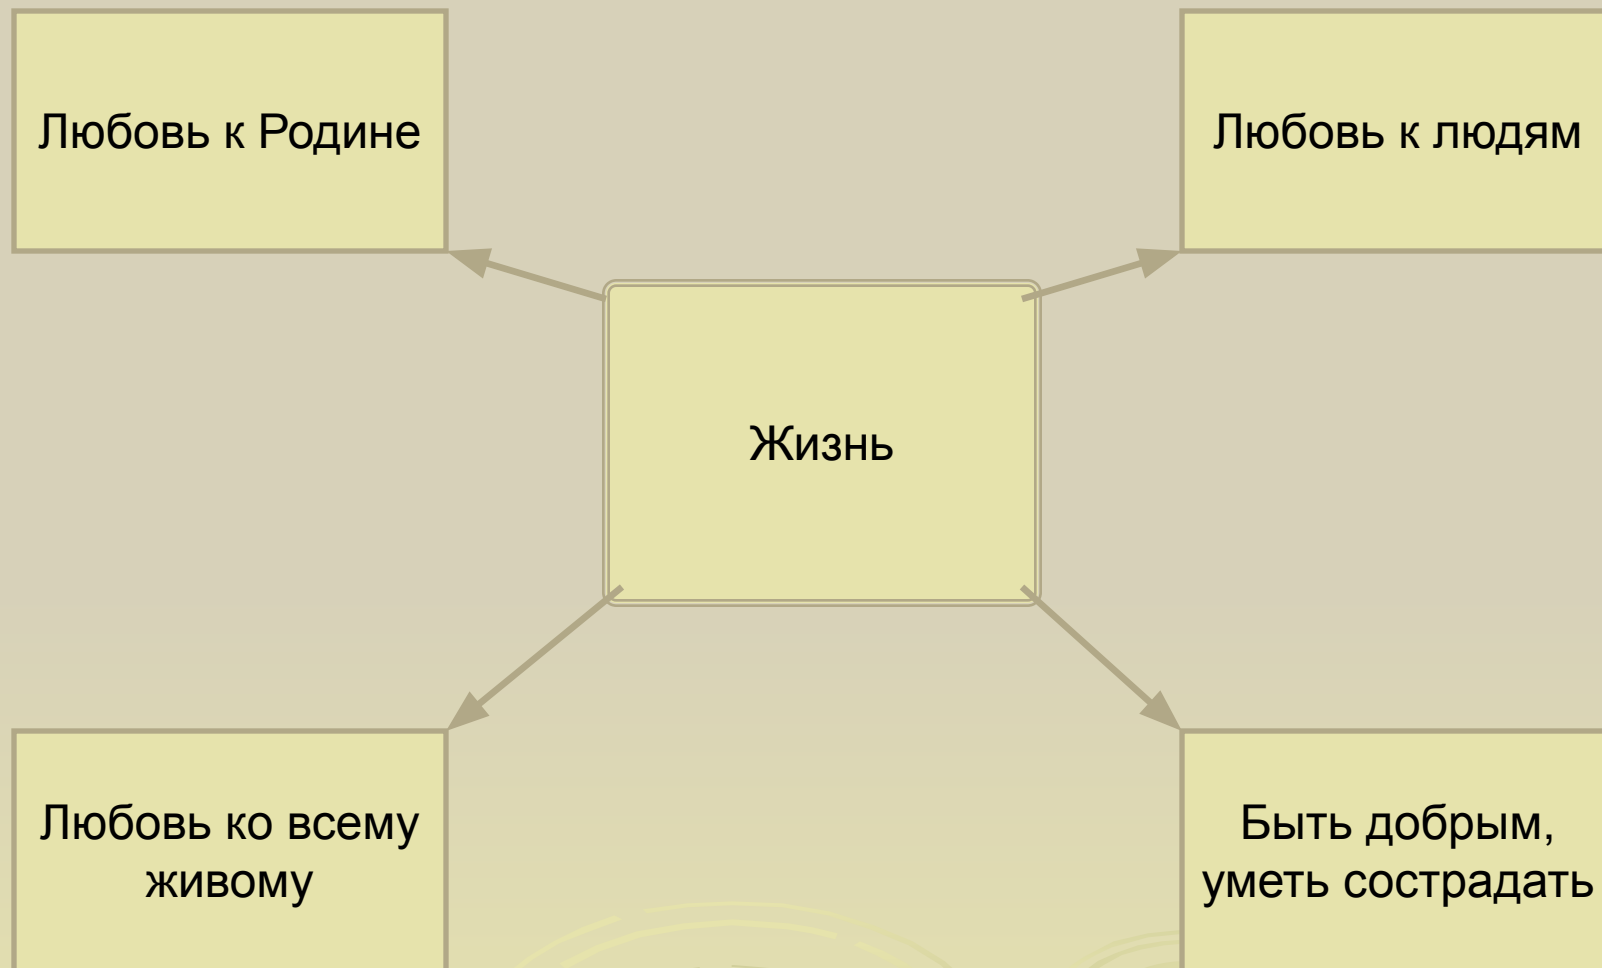 Любовь к Родине
Любовь к людям
Жизнь
Любовь ко всему
живому
Быть добрым,
уметь сострадать